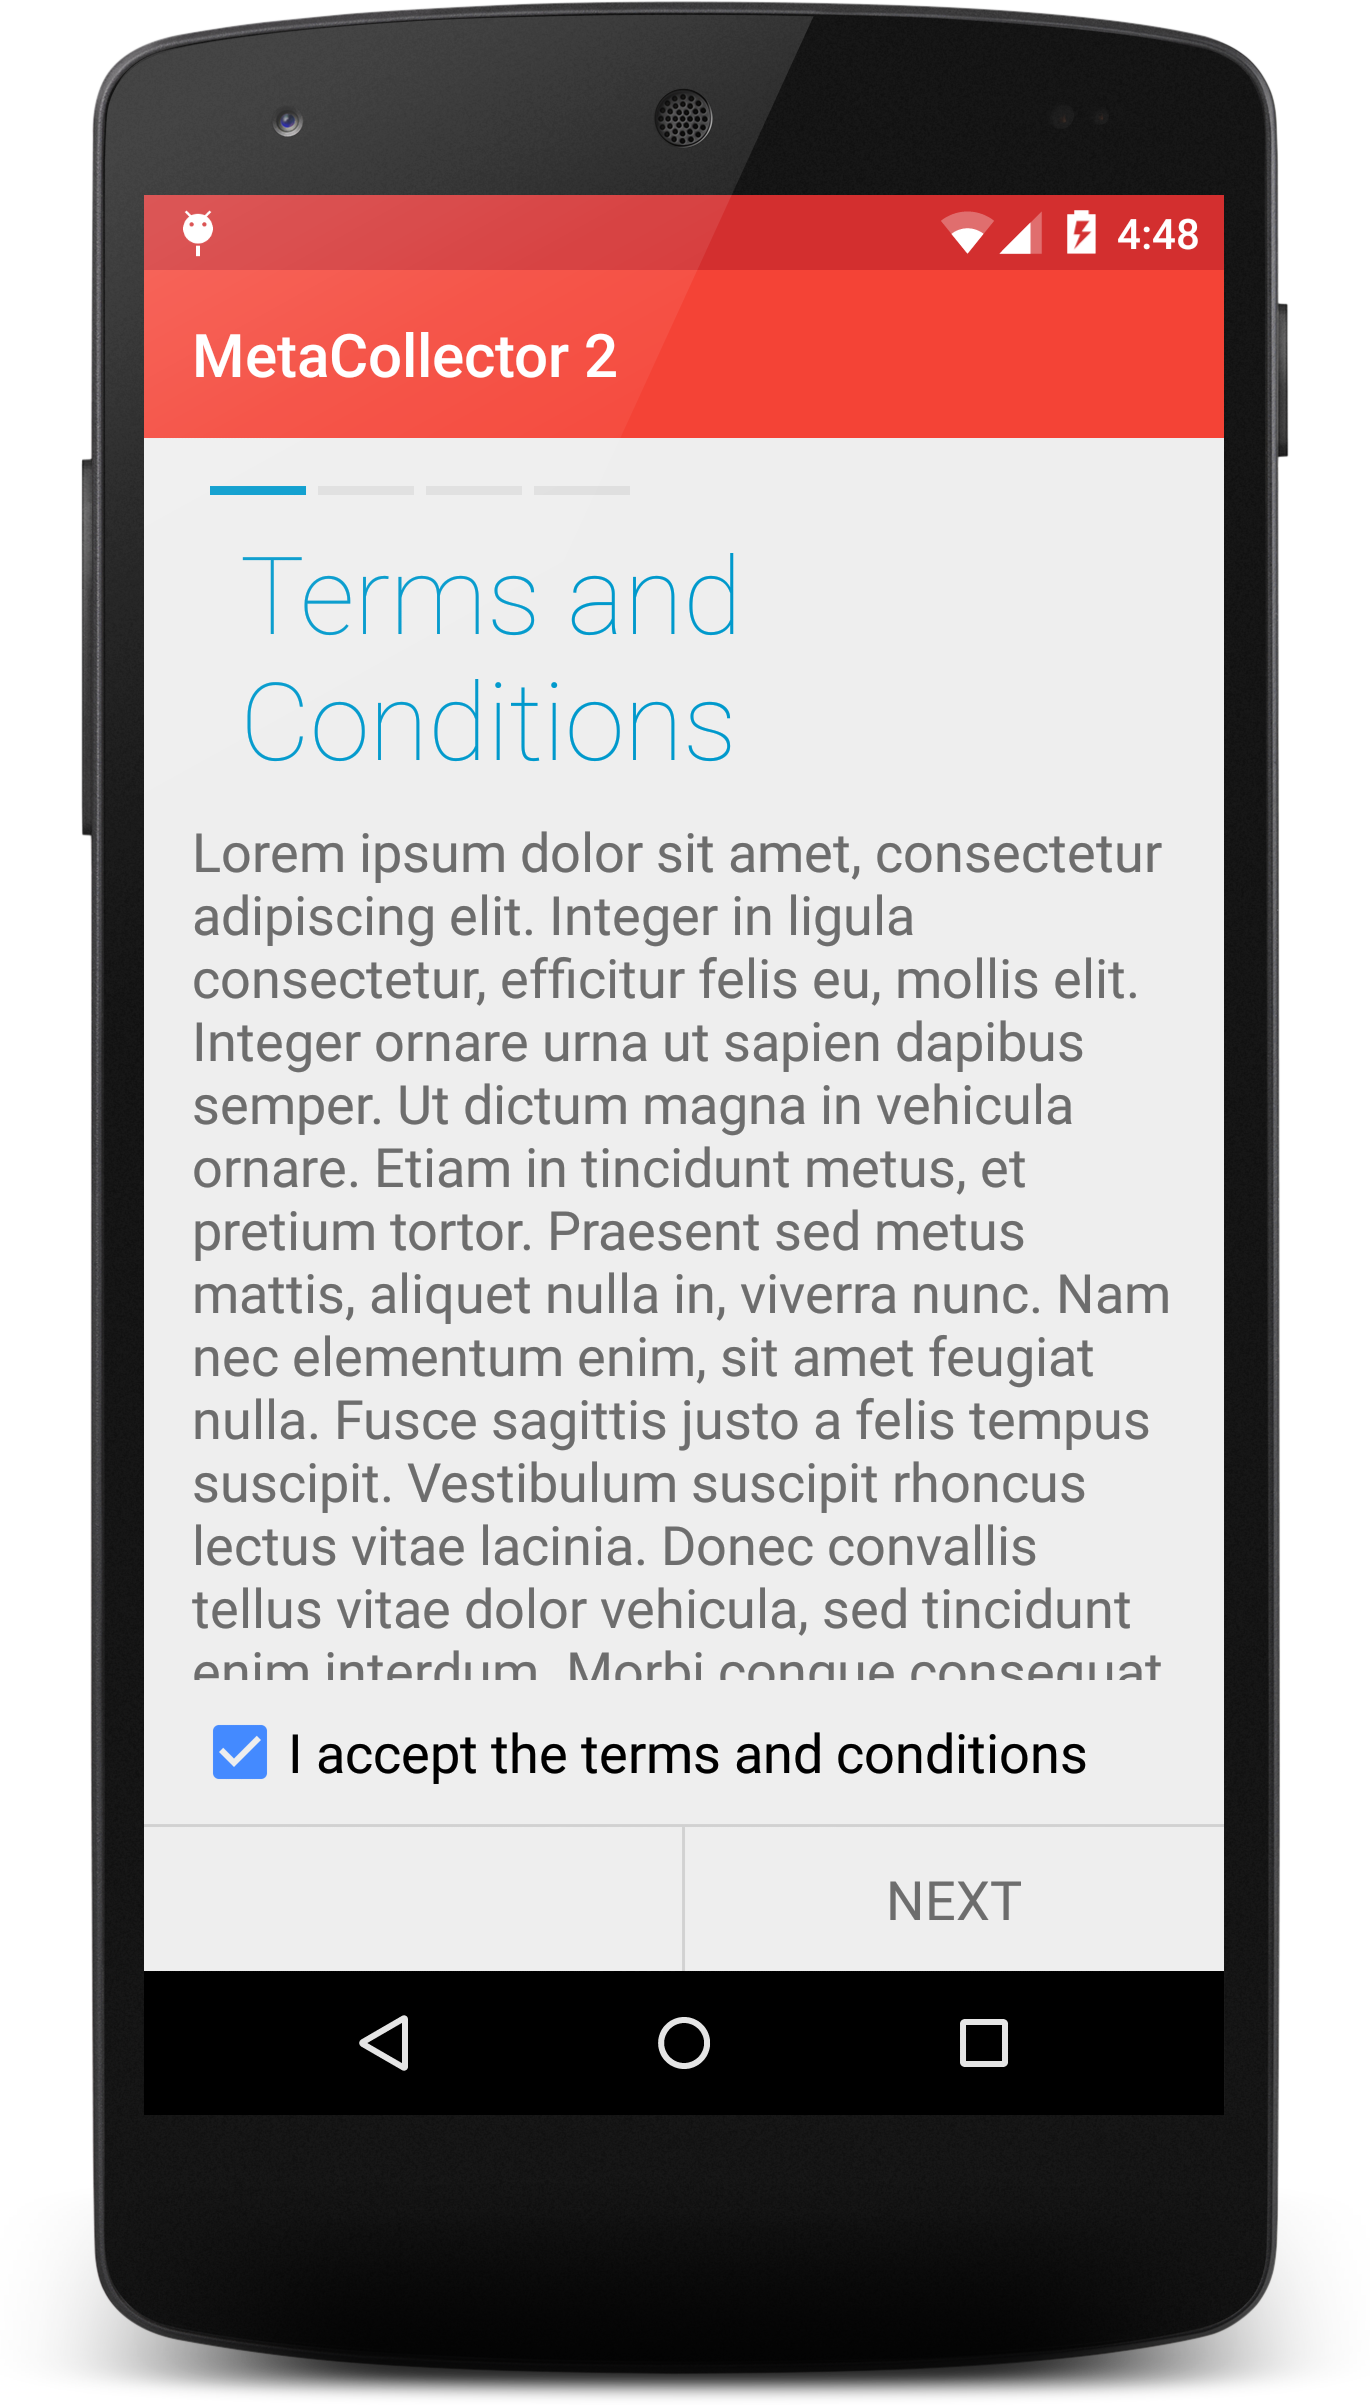 4:48
MetaCollector 2
Terms and
Conditions
Lorem ipsum dolor sit amet, consectetur
adipiscing elit. Integer in ligula
consectetur, efficitur felis eu, mollis elit.
Integer ornare urna ut sapien dapibus
semper. Ut dictum magna in vehicula
ornare. Etiam in tincidunt metus, et
pretium tortor. Praesent sed metus
mattis, aliquet nulla in, viverra nunc. Nam
nec elementum enim, sit amet feugiat
nulla. Fusce sagittis justo a felis tempus
suscipit. Vestibulum suscipit rhoncus
lectus vitae lacinia. Donec convallis
tellus vitae dolor vehicula, sed tincidunt
enim interdum. Morbi congue consequat
I accept the terms and conditions
NEXT